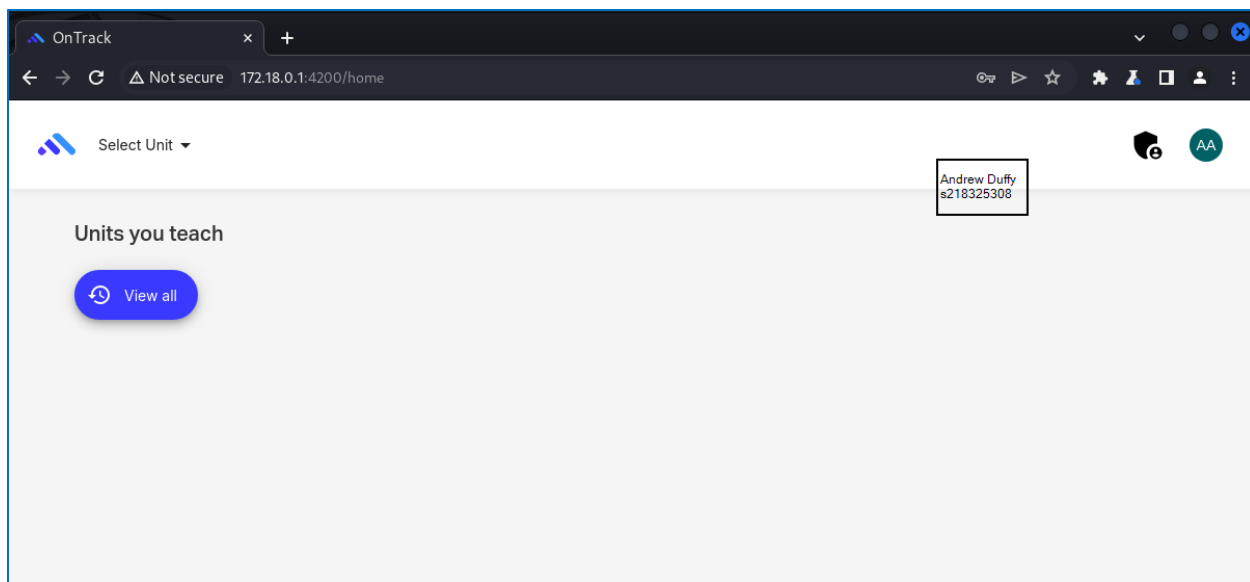 OnTrack
Not secure 172.18.0.1:4200/home
Select Unit
AA
Andrew Duffy
s218325308
Units you teach
View all